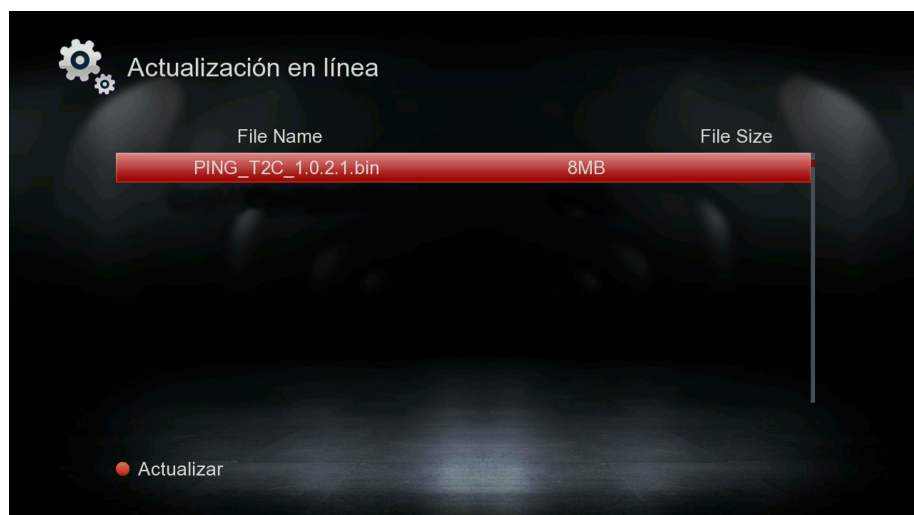 Actualización en línea
File Name File Size
PING_T2C_1.0.2.1.bin 8MB
Actualizar